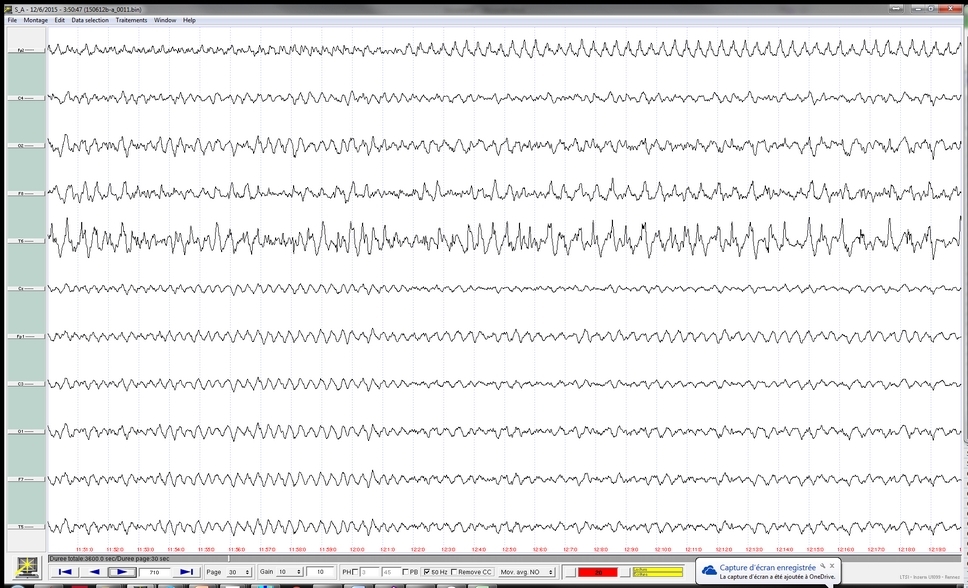 S_A - 12/6/2015 - 3:50:47 (150612b-a_0011.bin)
File Montage Edit Data selection Traitements Window Help
Fp2
C4
O2
F8
T6
Cz
Fp1
C3
O1
F7
T5
11:51:0 11:52:0 11:53:0 11:54:0 11:55:0 11:56:0 11:57:0 11:58:0 11:59:0 12:0:0 12:1:0 12:2:0 12:3:0 12:4:0 12:5:0 12:6:0 12:7:0 12:8:0 12:9:0 12:10:0 12:11:0 12:12:0 12:13:0 12:14:0 12:15:0 12:16:0 12:17:0 12:18:0 12:19:0
Duree totale:3600.0 sec/Duree page:30 sec
710 Page 30 Gain 10 10 PH 3 45 PB 50 Hz Remove CC Mov. avg. NO
Capture d'écran enregistrée
La capture d'écran a été ajoutée à OneDrive.